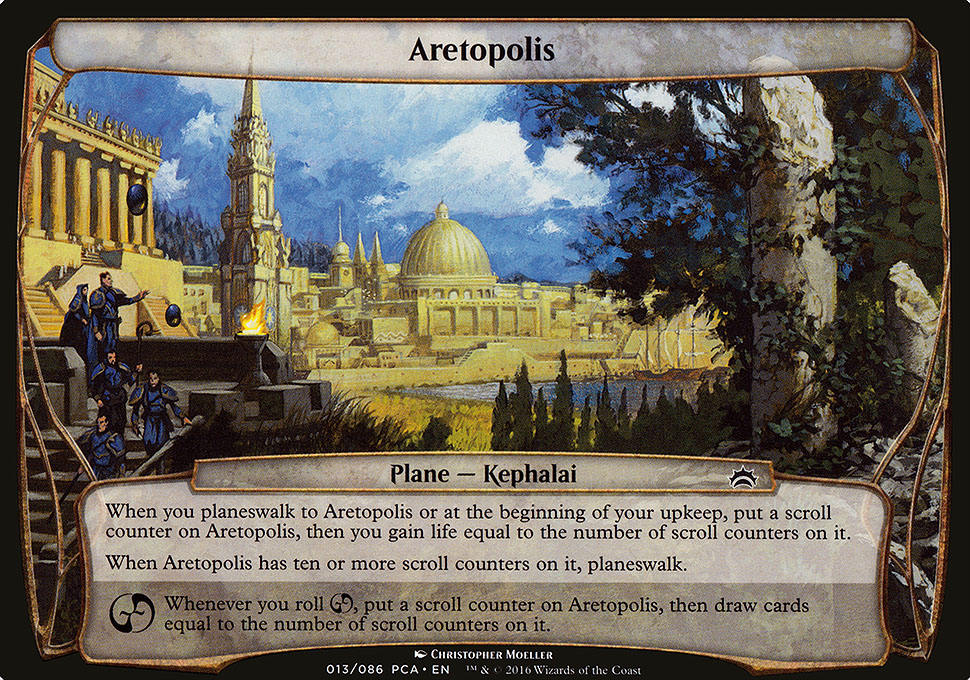 Aretopolis
Plane — Kephalai
When you planeswalk to Aretopolis or at the beginning of your upkeep, put a scroll
counter on Aretopolis, then you gain life equal to the number of scroll counters on it.
When Aretopolis has ten or more scroll counters on it, planeswalk.
Whenever you roll , put a scroll counter on Aretopolis, then draw cards
equal to the number of scroll counters on it.
Christopher Moeller
013/086 PCA • EN ™ & © 2016 Wizards of the Coast